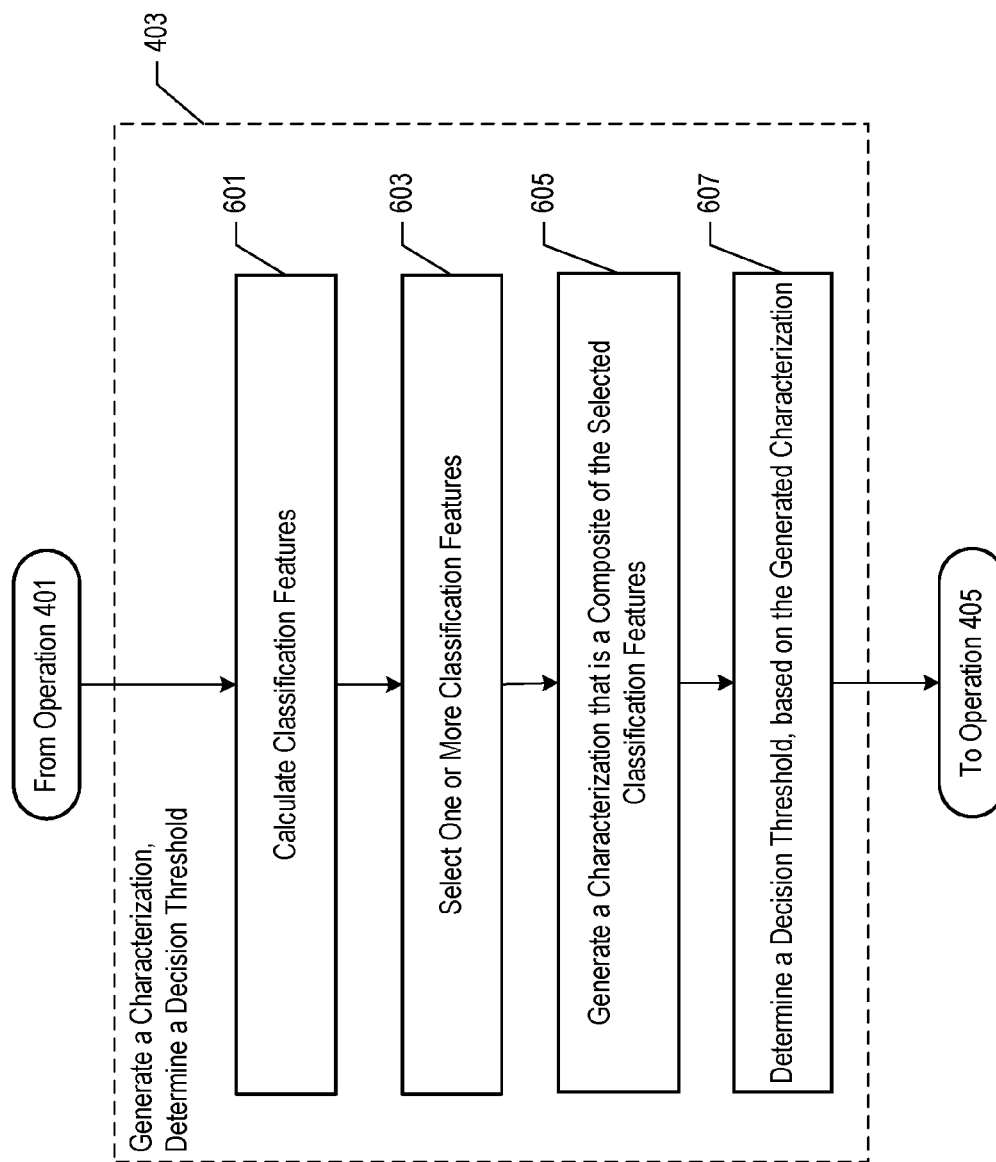 From Operation 401
403
Generate a Characterization,
Determine a Decision Threshold
601
Calculate Classification Features
603
Select One or More Classification Features
605
Generate a Characterization that is a Composite of the Selected
Classification Features
607
Determine a Decision Threshold, based on the Generated Characterization
To Operation 405